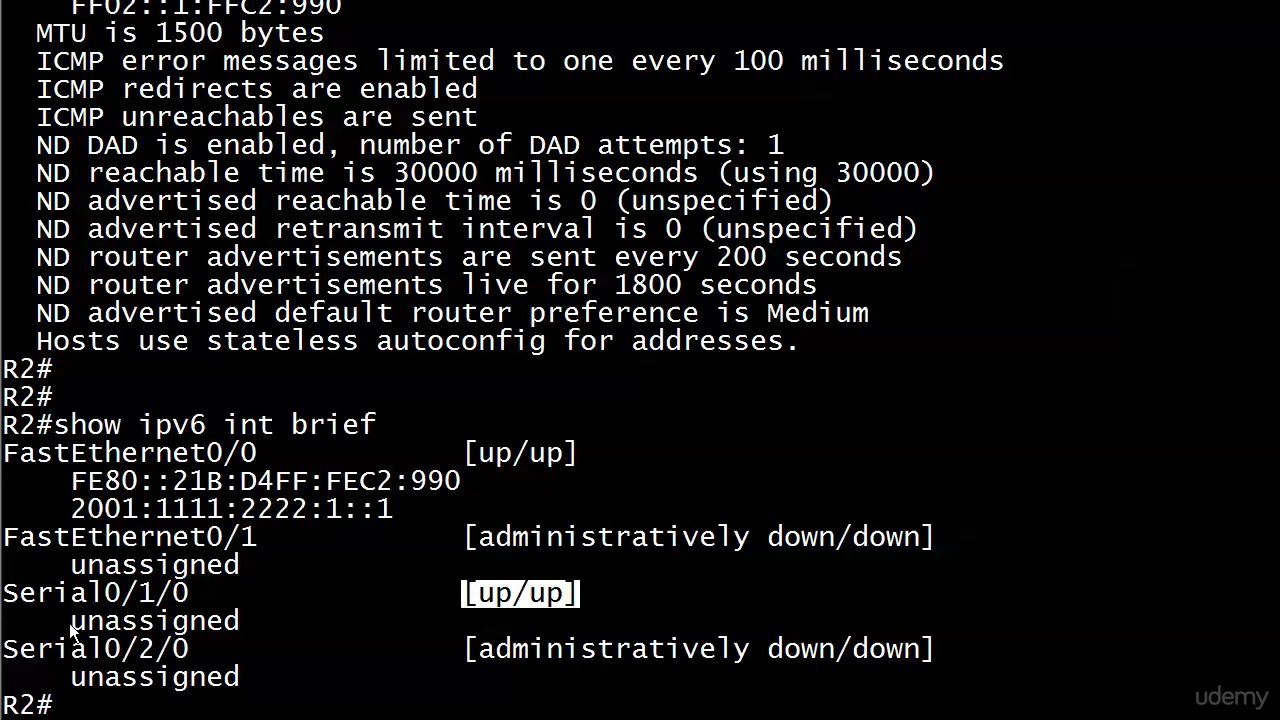 FF02::1:FFC2:990
MTU is 1500 bytes
ICMP error messages limited to one every 100 milliseconds
ICMP redirects are enabled
ICMP unreachables are sent
ND DAD is enabled, number of DAD attempts: 1
ND reachable time is 30000 milliseconds (using 30000)
ND advertised reachable time is 0 (unspecified)
ND advertised retransmit interval is 0 (unspecified)
ND router advertisements are sent every 200 seconds
ND router advertisements live for 1800 seconds
ND advertised default router preference is Medium
Hosts use stateless autoconfig for addresses.
R2#
R2#
R2#show ipv6 int brief
FastEthernet0/0 [up/up]
FE80::21B:D4FF:FEC2:990
2001:1111:2222:1::1
FastEthernet0/1 [administratively down/down]
unassigned
Serial0/1/0 [up/up]
unassigned
Serial0/2/0 [administratively down/down]
unassigned
R2#
udemy